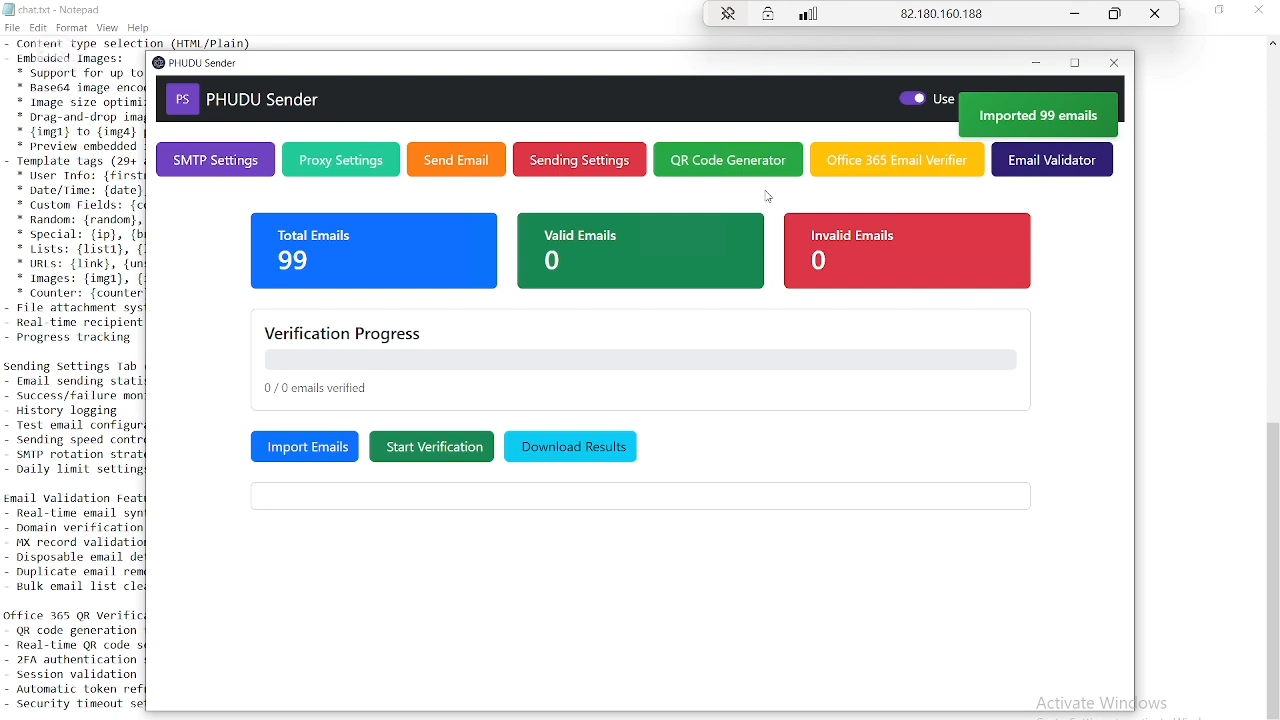 chat.txt - Notepad
82.180.160.188
File Edit Format View Help
- Content type selection (HTML/Plain)
- Embedded Images:
* Support for up to
* Base64 image enco
* Image size optimi
* Drag-and-drop ima
* {img1} to {img4} p
* Preview embedded
- Template tags (29+
* User Info: {first
* Date/Time: {date}
* Custom Fields: {c
* Random: {random},
* Special: {ip}, {b
* Lists: {list1}, {
* URLs: {link}, {un
* Images: {img1}, {
* Counter: {counter
- File attachment syst
- Real-time recipient
- Progress tracking
Sending Settings Tab
- Email sending stati
- Success/failure mon
- History logging
- Test email configura
- Sending speed contr
- SMTP rotation strat
- Daily limit setting
Email Validation Feat
- Real-time email syn
- Domain verification
- MX record validatio
- Disposable email de
- Duplicate email rem
- Bulk email list clea
Office 365 QR Verific
- QR code generation
- Real-time QR code s
- 2FA authentication
- Session validation
- Automatic token ref
- Security timeout set
PHUDU Sender
PS PHUDU Sender
Use
Imported 99 emails
SMTP Settings Proxy Settings Send Email Sending Settings QR Code Generator Office 365 Email Verifier Email Validator
Total Emails
99
Valid Emails
0
Invalid Emails
0
Verification Progress
0 / 0 emails verified
Import Emails Start Verification Download Results
Activate Windows